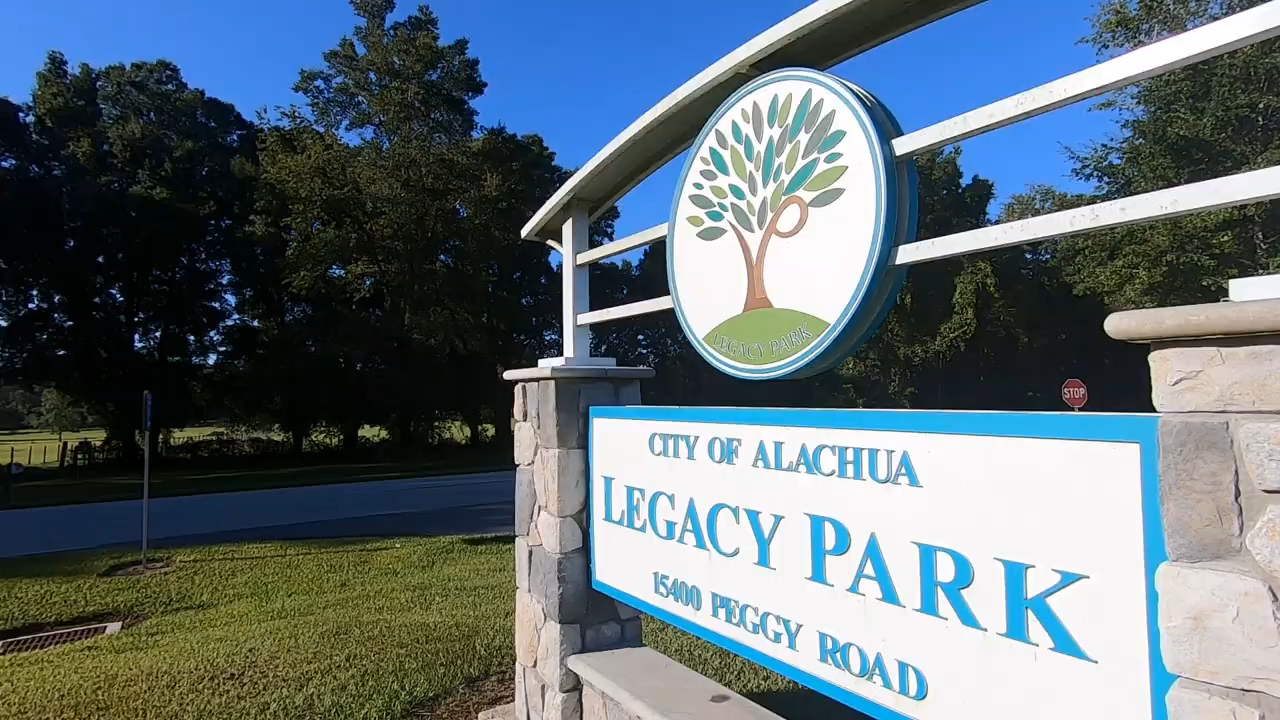 LEGACY PARK
STOP
CITY OF ALACHUA
LEGACY PARK
15400 PEGGY ROAD